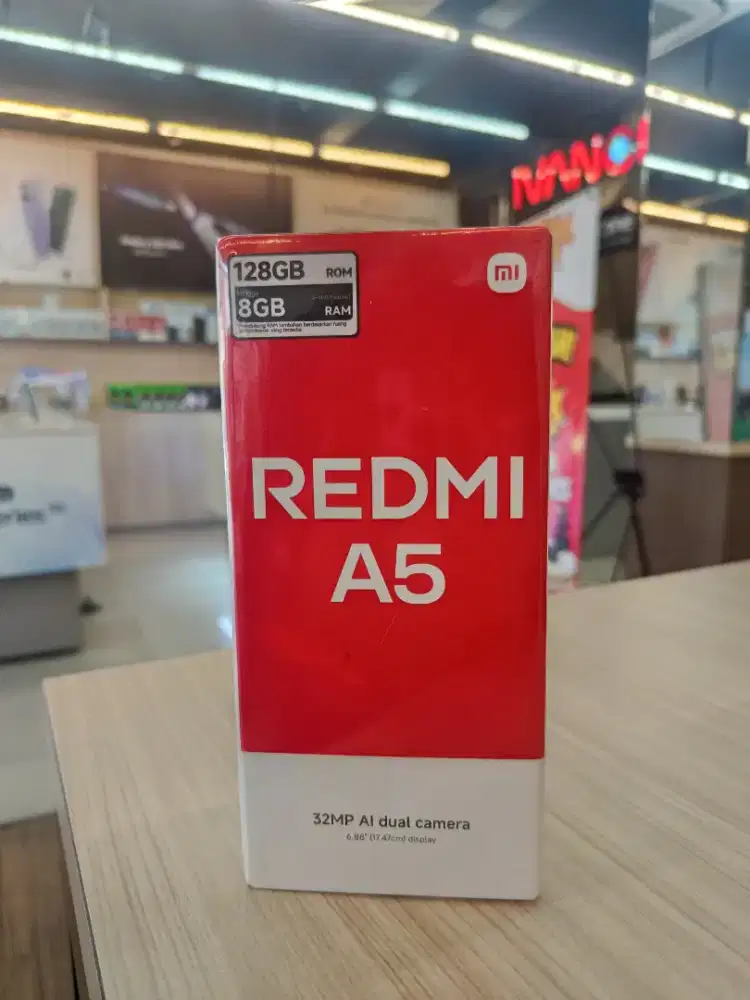 128GB ROM
8GB RAM
mi
REDMI
A5
32MP AI dual camera
6.88" (17.47cm) display